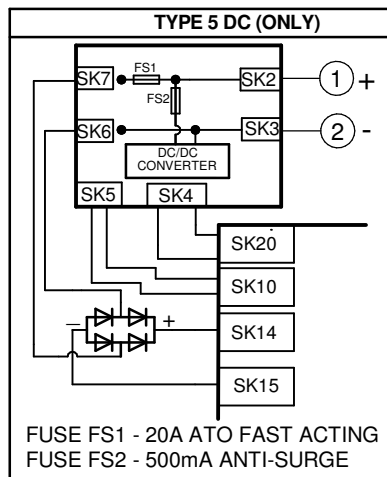 TYPE 5 DC (ONLY)
SK7 FS1 SK2 1 +
FS2
SK6 SK3 2 -
DC/DC
CONVERTER
SK5 SK4
SK20
SK10
– + SK14
SK15
FUSE FS1 - 20A ATO FAST ACTING
FUSE FS2 - 500mA ANTI-SURGE